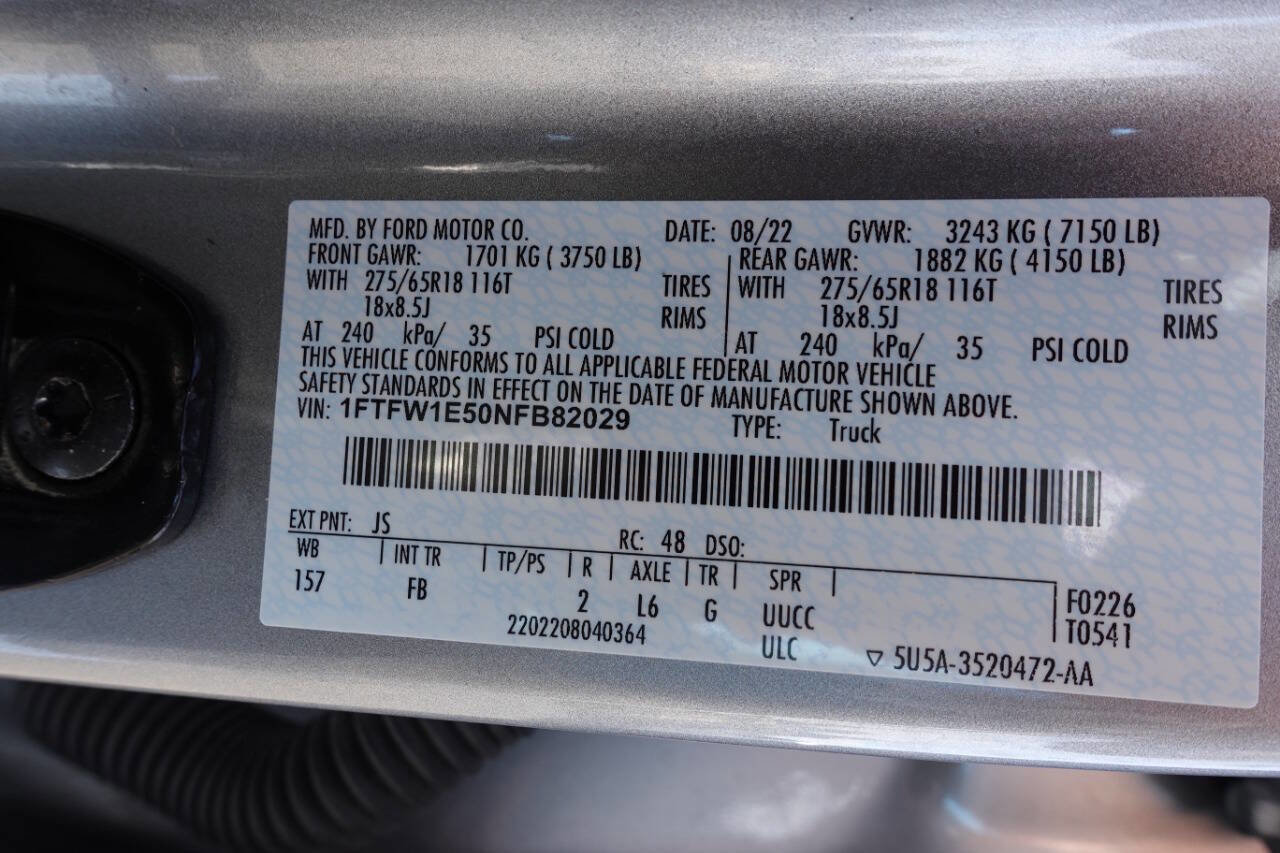 MFD. BY FORD MOTOR CO. DATE: 08/22 GVWR: 3243 KG ( 7150 LB)
FRONT GAWR: 1701 KG ( 3750 LB) REAR GAWR: 1882 KG ( 4150 LB)
WITH 275/65R18 116T TIRES WITH 275/65R18 116T TIRES
18x8.5J RIMS 18x8.5J RIMS
AT 240 kPa/ 35 PSI COLD AT 240 kPa/ 35 PSI COLD
THIS VEHICLE CONFORMS TO ALL APPLICABLE FEDERAL MOTOR VEHICLE
SAFETY STANDARDS IN EFFECT ON THE DATE OF MANUFACTURE SHOWN ABOVE.
VIN: 1FTFW1E50NFB82029 TYPE: Truck
EXT PNT: JS RC: 48 DSO:
WB INT TR TP/PS R AXLE TR SPR
157 FB 2 L6 G UUCC F0226
2202208040364 ULC T0541
▽ 5U5A-3520472-AA